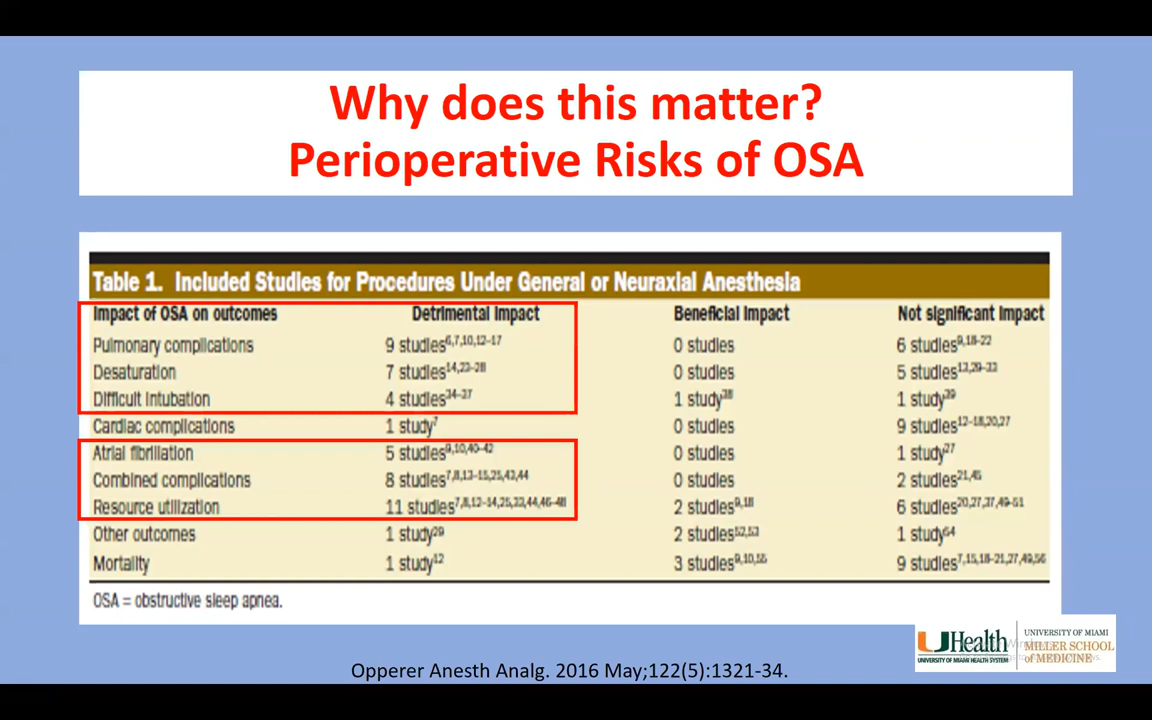 Why does this matter?
Perioperative Risks of OSA
Table 1. Included Studies for Procedures Under General or Neuraxial Anesthesia
Impact of OSA on outcomes Detrimental Impact Beneficial Impact Not significant Impact
Pulmonary complications 9 studies6,7,10,12–17 0 studies 6 studies9,18–22
Desaturation 7 studies14,23–28 0 studies 5 studies13,29–33
Difficult intubation 4 studies34–37 1 study38 1 study39
Cardiac complications 1 study7 0 studies 9 studies12–18,20,27
Atrial fibrillation 5 studies9,10,40–42 0 studies 1 study27
Combined complications 8 studies7,8,13–15,25,43,44 0 studies 2 studies21,45
Resource utilization 11 studies7,8,12–14,25,33,44,46–48 2 studies9,18 6 studies20,27,37,49–51
Other outcomes 1 study29 2 studies52,53 1 study54
Mortality 1 study12 3 studies9,10,55 9 studies7,15,18–21,27,49,56
OSA = obstructive sleep apnea.
UHealth
UNIVERSITY OF MIAMI HEALTH SYSTEM
UNIVERSITY OF MIAMI
MILLER SCHOOL
of MEDICINE
Opperer Anesth Analg. 2016 May;122(5):1321-34.